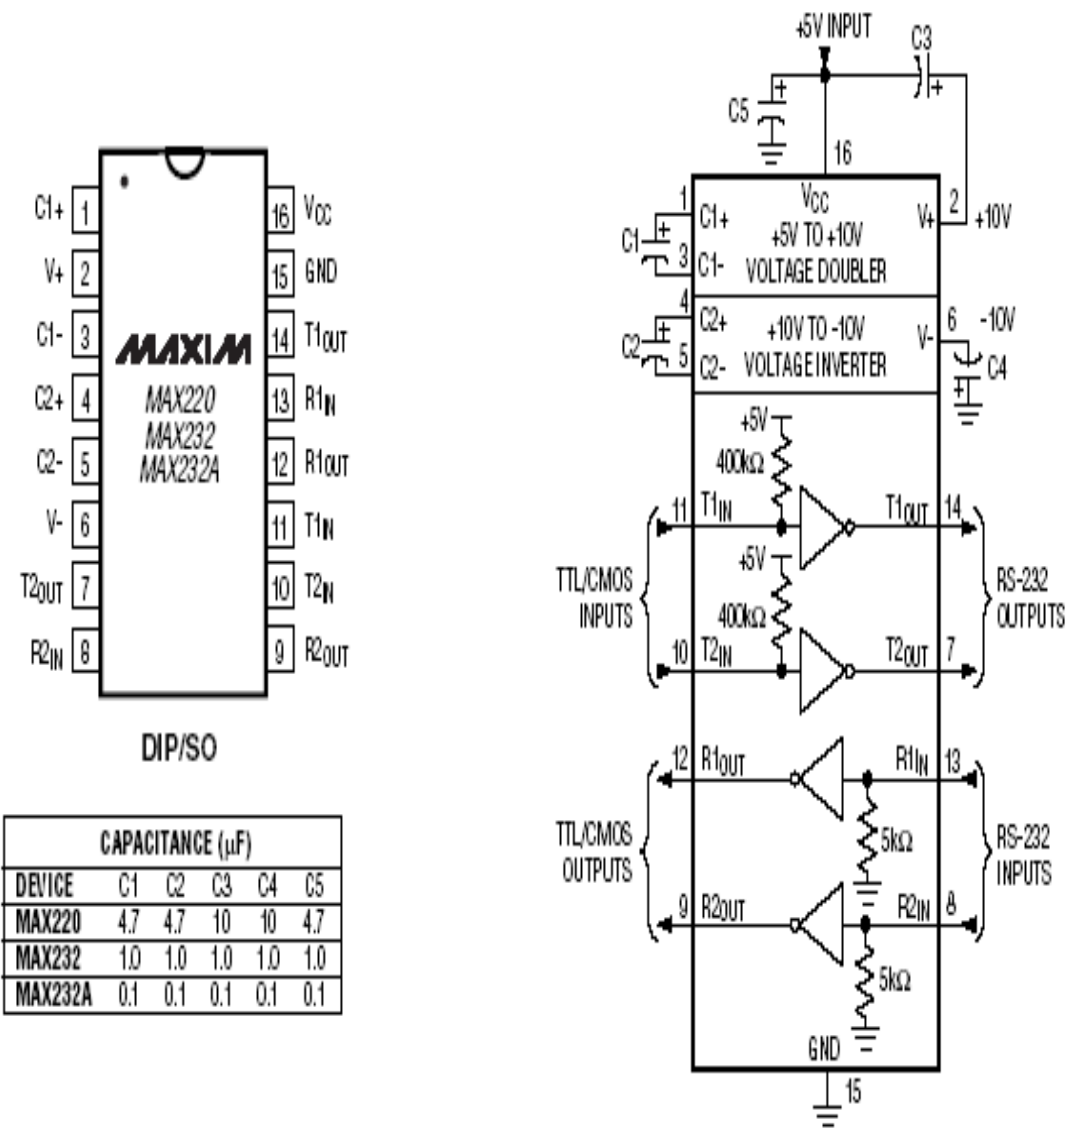 C1+ 1
V+ 2
C1- 3
C2+ 4
C2- 5
V- 6
T2OUT 7
R2IN 8
16 VCC
15 GND
14 T1OUT
13 R1IN
12 R1OUT
11 T1IN
10 T2IN
9 R2OUT
MAXIM
MAX220
MAX232
MAX232A
DIP/SO
CAPACITANCE (μF)
DEVICE C1 C2 C3 C4 C5
MAX220 4.7 4.7 10 10 4.7
MAX232 1.0 1.0 1.0 1.0 1.0
MAX232A 0.1 0.1 0.1 0.1 0.1
+5V INPUT
C3
+
C5
+
16
VCC
1
C1+
C1
+
3
C1-
+5V TO +10V
VOLTAGE DOUBLER
V+
2
+10V
4
C2+
C2
+
5
C2-
+10V TO -10V
VOLTAGE INVERTER
V-
6
-10V
C4
+
+5V
400kΩ
11
T1IN
T1OUT
14
+5V
400kΩ
TTL/CMOS
INPUTS
RS-232
OUTPUTS
10
T2IN
T2OUT
7
12
R1OUT
R1IN
13
5kΩ
TTL/CMOS
OUTPUTS
RS-232
INPUTS
9
R2OUT
R2IN
8
5kΩ
GND
15